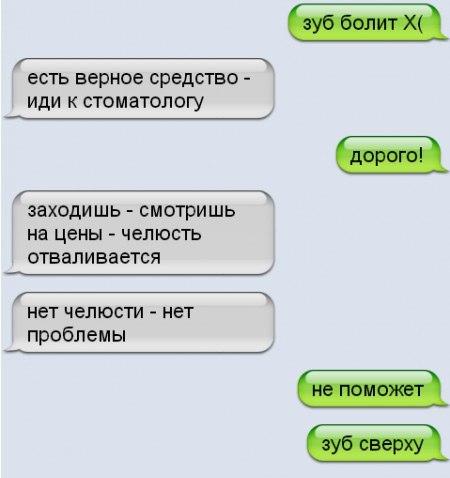 зуб болит X(
есть верное средство -
иди к стоматологу
дорого!
заходишь - смотришь
на цены - челюсть
отваливается
нет челюсти - нет
проблемы
не поможет
зуб сверху